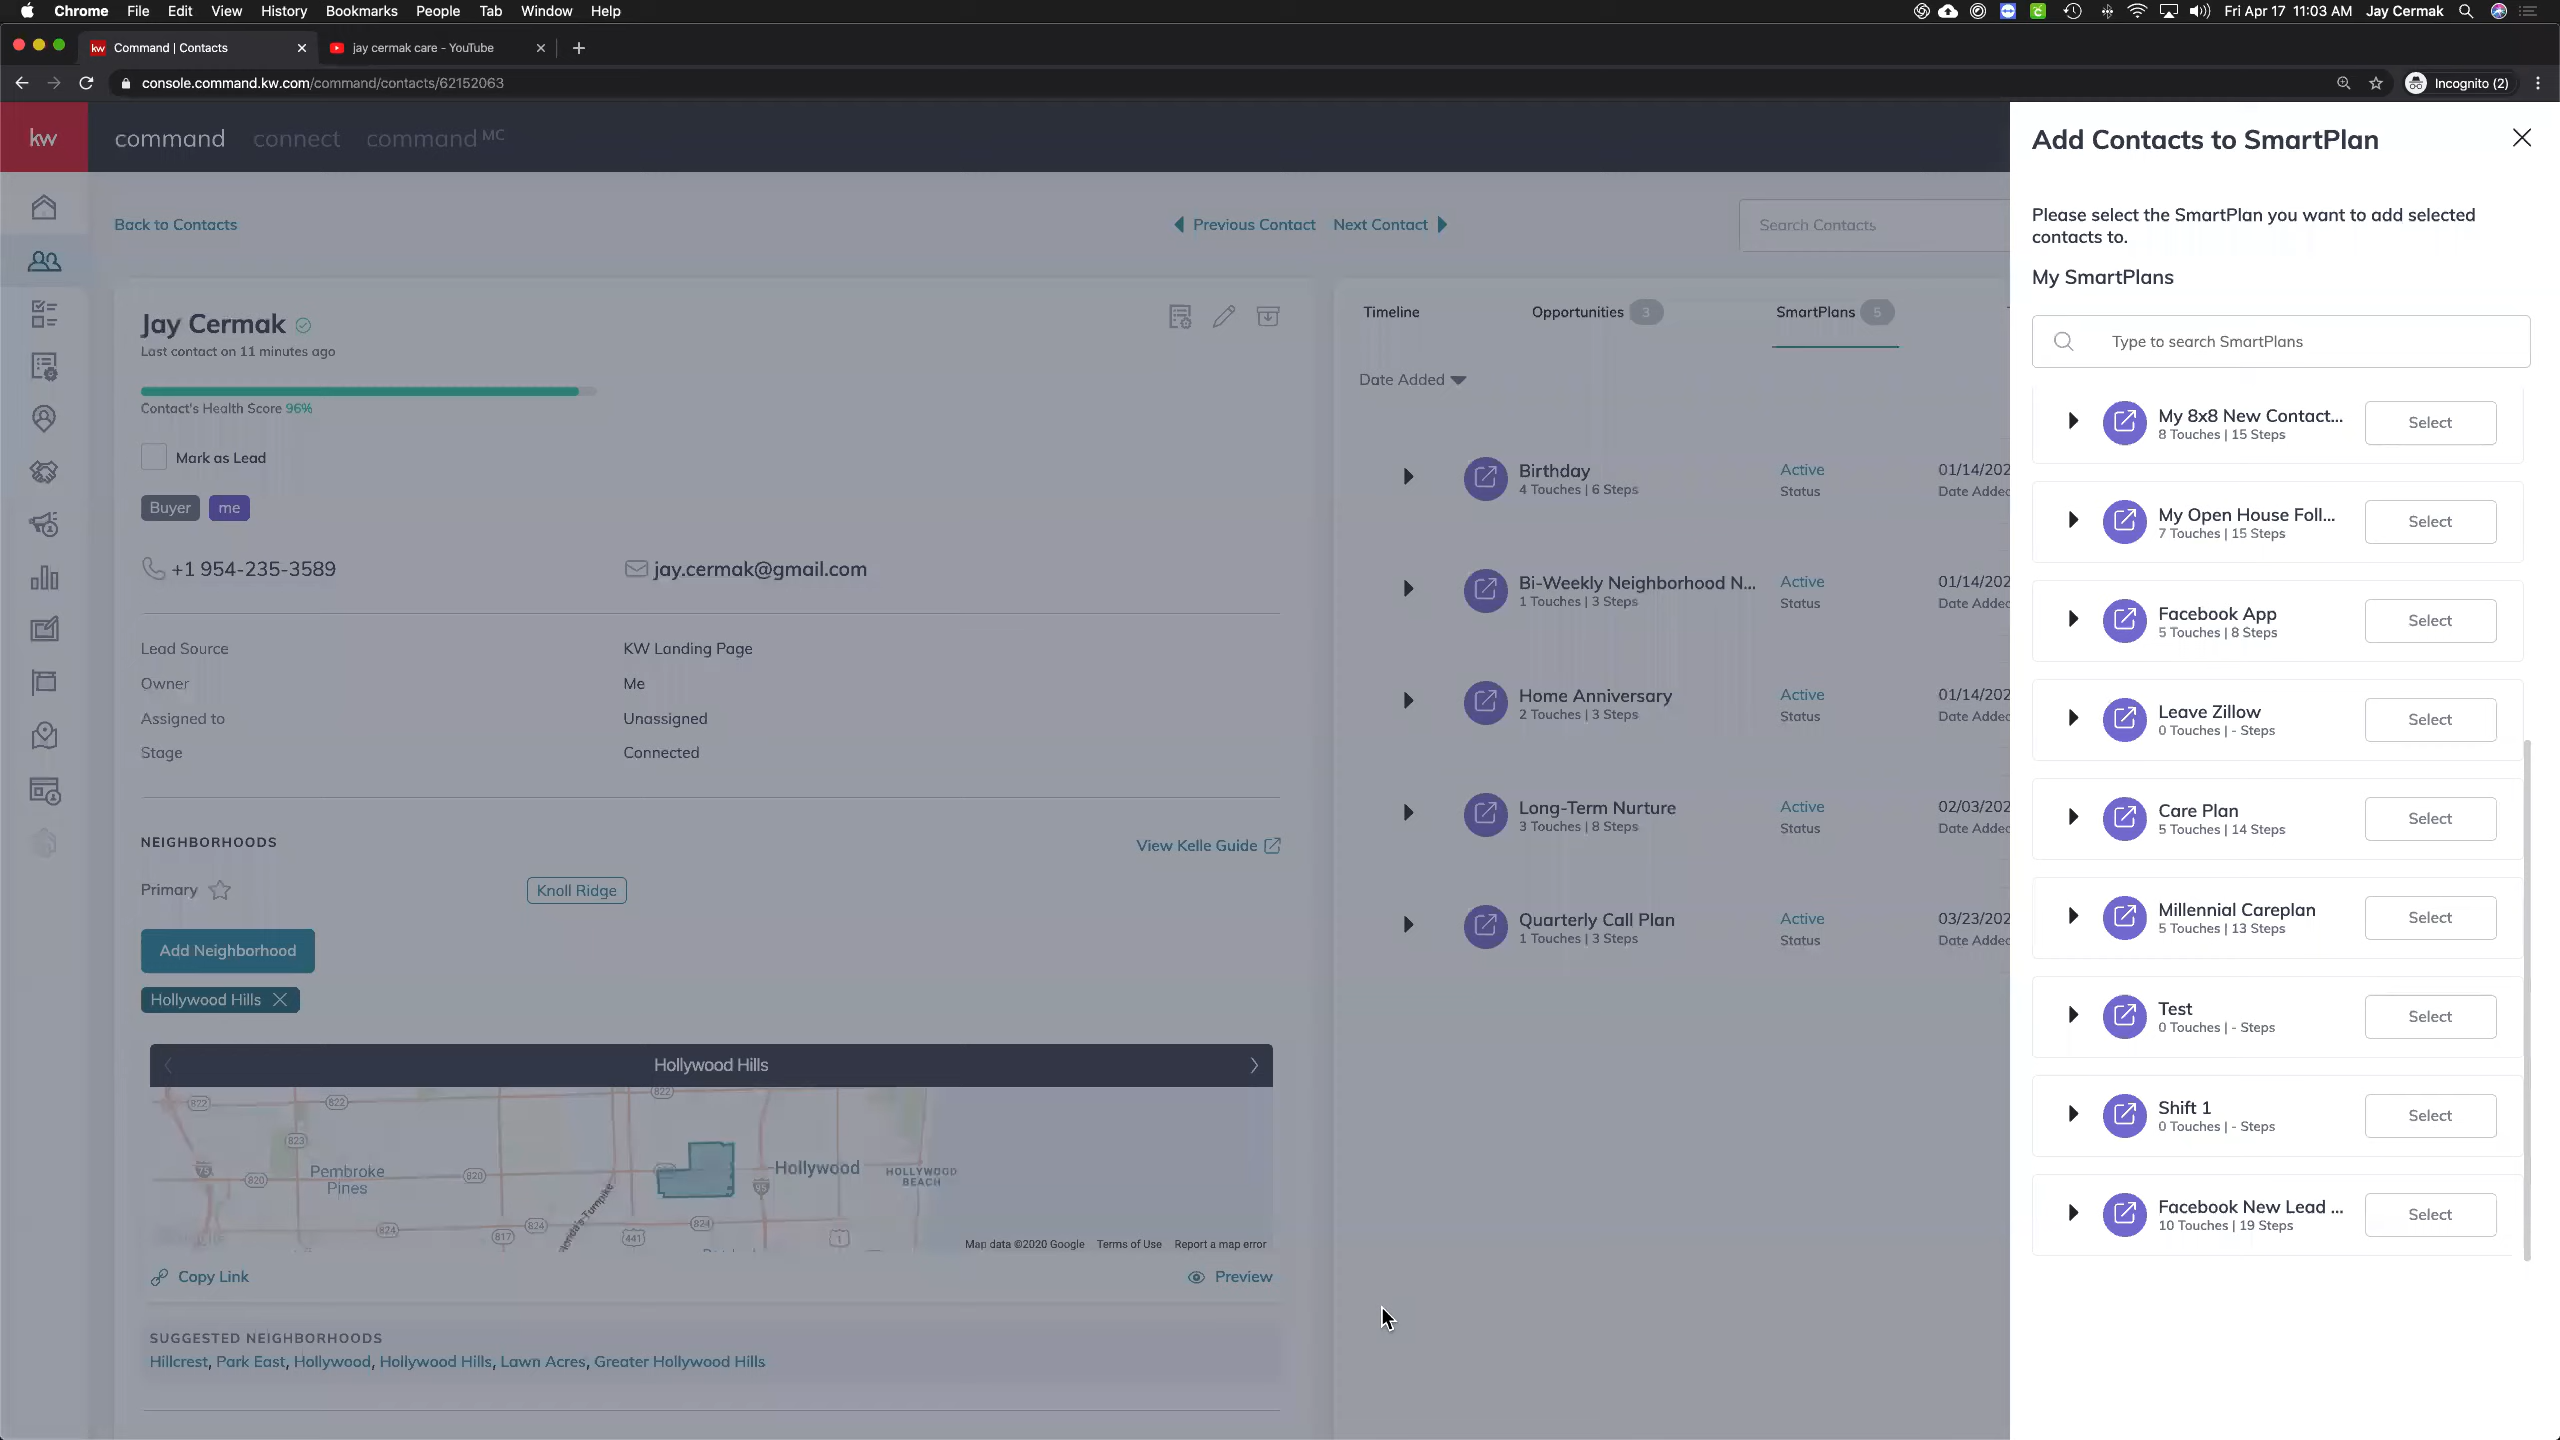 Chrome File Edit View History Bookmarks People Tab Window Help
Fri Apr 17 11:03 AM Jay Cermak
kw Command | Contacts
jay cermak care - YouTube
console.command.kw.com/command/contacts/62152063
Incognito (2)
kw command connect command MC
Back to Contacts
Previous Contact Next Contact
Search Contacts
Jay Cermak
Last contact on 11 minutes ago
Contact's Health Score 96%
Mark as Lead
Buyer me
+1 954-235-3589 jay.cermak@gmail.com
Lead Source KW Landing Page
Owner Me
Assigned to Unassigned
Stage Connected
NEIGHBORHOODS
View Kelle Guide
Primary Knoll Ridge
Add Neighborhood
Hollywood Hills
Hollywood Hills
822 822 822
823
75 820 Pembroke Pines 820 Hollywood HOLLYWOOD BEACH
95
824 824 824
817 441 1
Map data ©2020 Google Terms of Use Report a map error
Copy Link Preview
SUGGESTED NEIGHBORHOODS
Hillcrest, Park East, Hollywood, Hollywood Hills, Lawn Acres, Greater Hollywood Hills
Timeline Opportunities 3 SmartPlans 5
Date Added
Birthday Active 01/14/202
4 Touches | 6 Steps Status Date Added
Bi-Weekly Neighborhood N... Active 01/14/202
1 Touches | 3 Steps Status Date Added
Home Anniversary Active 01/14/202
2 Touches | 3 Steps Status Date Added
Long-Term Nurture Active 02/03/202
3 Touches | 8 Steps Status Date Added
Quarterly Call Plan Active 03/23/202
1 Touches | 3 Steps Status Date Added
Add Contacts to SmartPlan
Please select the SmartPlan you want to add selected
contacts to.
My SmartPlans
Type to search SmartPlans
My 8x8 New Contact... Select
8 Touches | 15 Steps
My Open House Foll... Select
7 Touches | 15 Steps
Facebook App Select
5 Touches | 8 Steps
Leave Zillow Select
0 Touches | - Steps
Care Plan Select
5 Touches | 14 Steps
Millennial Careplan Select
5 Touches | 13 Steps
Test Select
0 Touches | - Steps
Shift 1 Select
0 Touches | - Steps
Facebook New Lead ... Select
10 Touches | 19 Steps